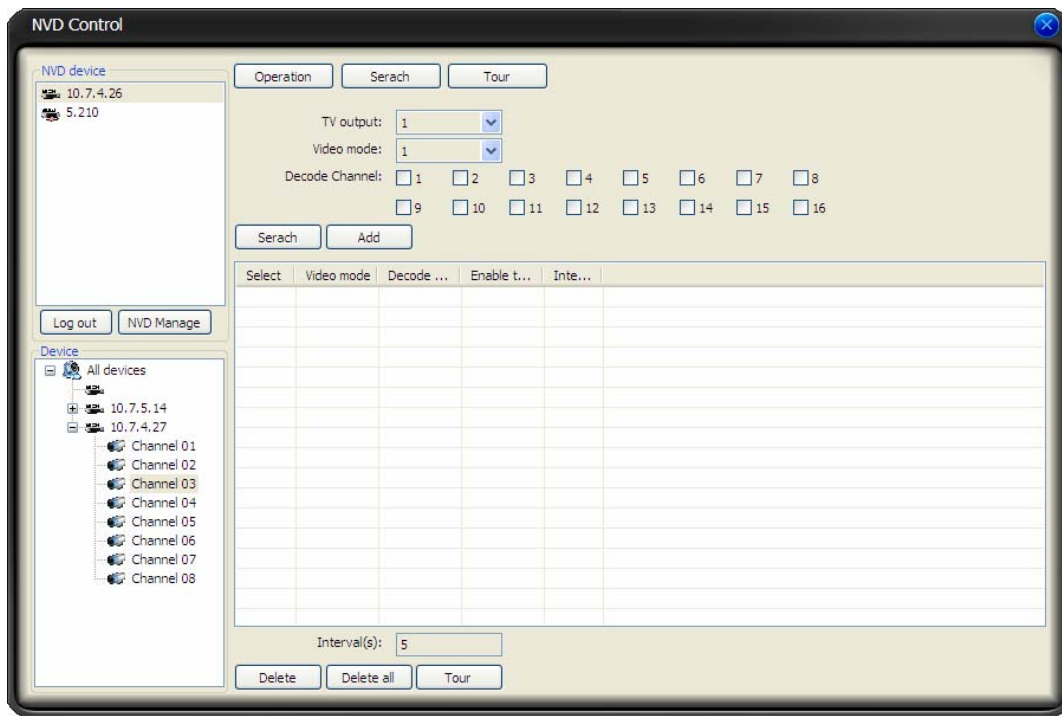 NVD Control
NVD device
10.7.4.26
5.210
Log out NVD Manage
Device
All devices
10.7.5.14
10.7.4.27
Channel 01
Channel 02
Channel 03
Channel 04
Channel 05
Channel 06
Channel 07
Channel 08
Operation Serach Tour
TV output: 1
Video mode: 1
Decode Channel: 1 2 3 4 5 6 7 8
9 10 11 12 13 14 15 16
Serach Add
Select Video mode Decode ... Enable t... Inte...
Interval(s): 5
Delete Delete all Tour